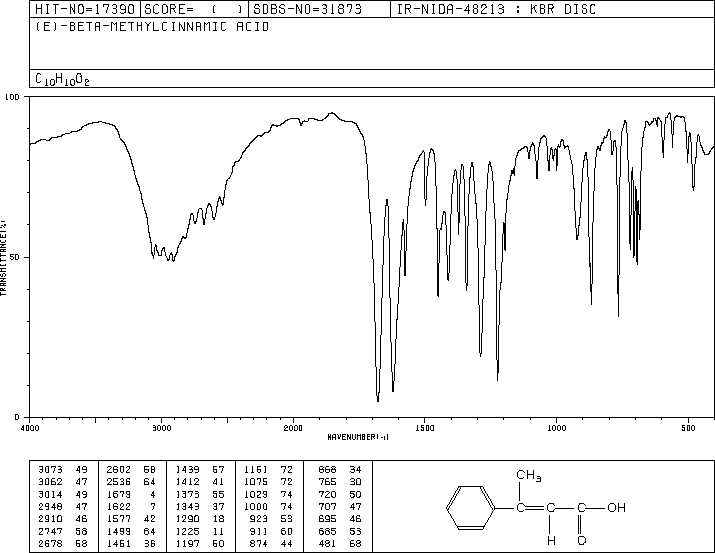 HIT-NO=17390 SCORE= ( ) SDBS-NO=31873 IR-NIDA-48213 : KBR DISC
(E)-BETA-METHYLCINNAMIC ACID
C10H10O2
100
50
0
TRANSMITTANCE(%)
4000 3000 2000 1500 1000 500
WAVENUMBER(-1)
3073 49 2602 58 1439 57 1161 72 868 34
3062 47 2536 64 1412 41 1075 72 765 30
3014 49 1679 4 1373 55 1029 74 720 50
2948 47 1622 7 1343 37 1000 74 707 47
2910 46 1577 42 1290 18 923 53 695 46
2747 58 1499 64 1225 11 911 60 685 53
2678 58 1451 36 1197 50 874 44 481 68
CH3
OH
H O